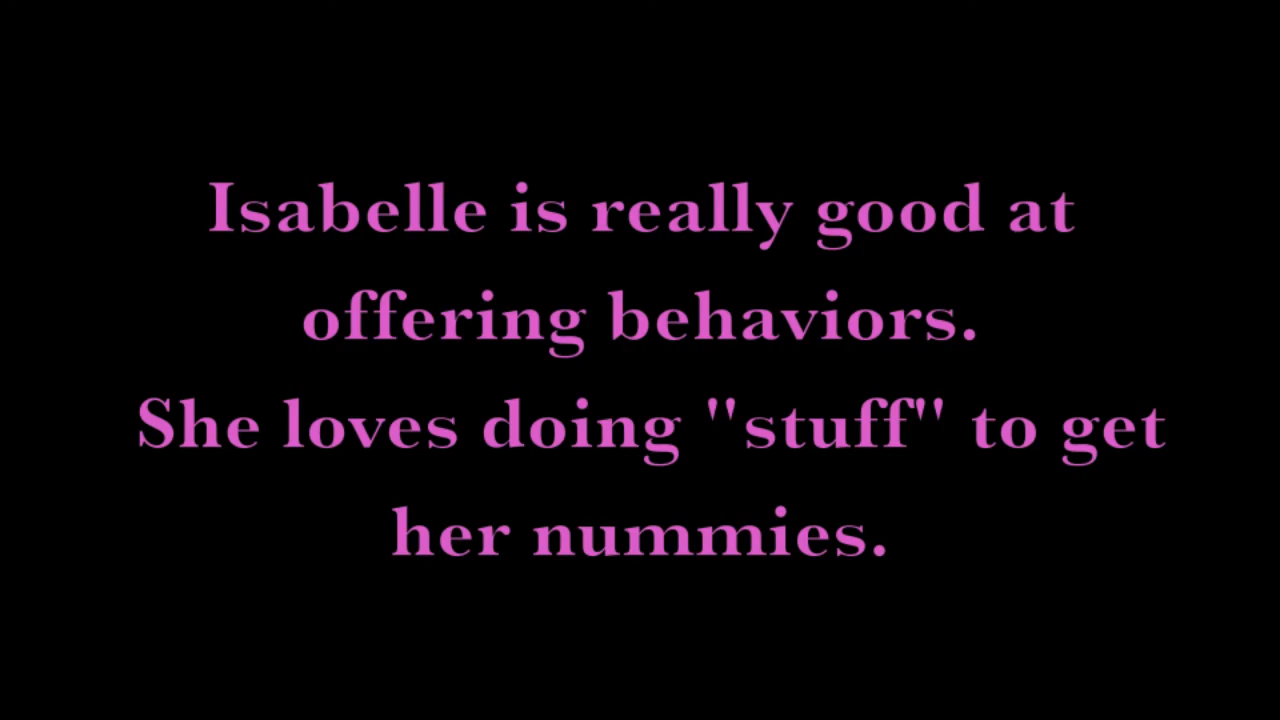 Isabelle is really good at
offering behaviors.
She loves doing "stuff" to get
her nummies.